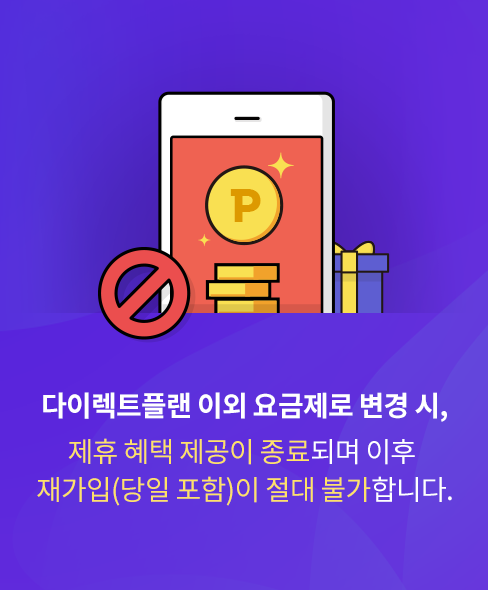 P
다이렉트플랜 이외 요금제로 변경 시,
제휴 혜택 제공이 종료되며 이후
재가입(당일 포함)이 절대 불가합니다.